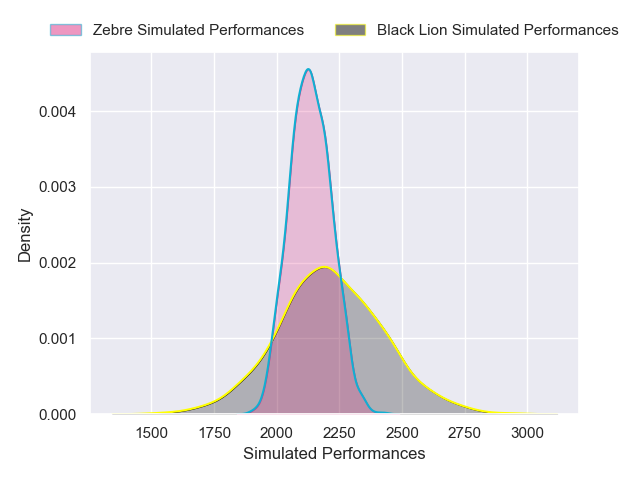 Zebre Simulated Performances
Black Lion Simulated Performances
Density
0.004
0.003
0.002
0.001
0.000
1500 1750 2000 2250 2500 2750 3000
Simulated Performances